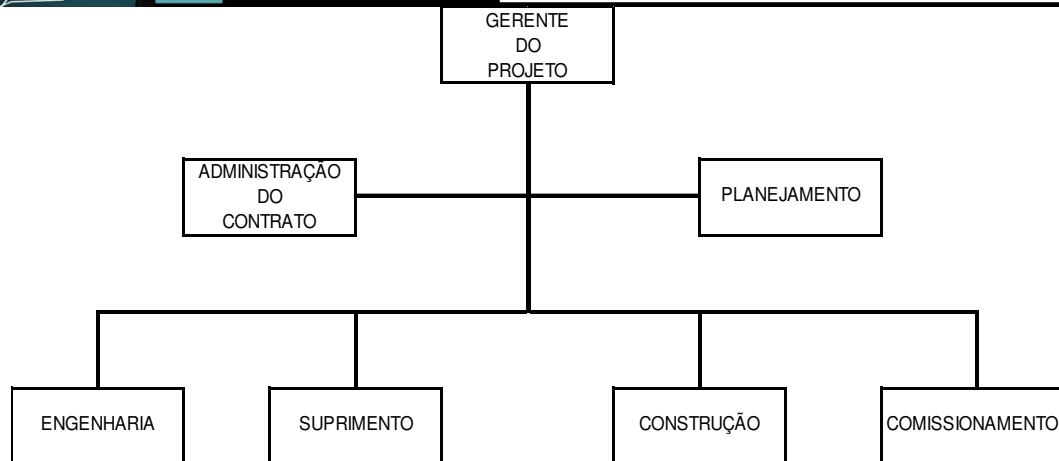 GERENTE
DO
PROJETO
ADMINISTRAÇÃO
DO
CONTRATO
PLANEJAMENTO
ENGENHARIA
SUPRIMENTO
CONSTRUÇÃO
COMISSIONAMENTO